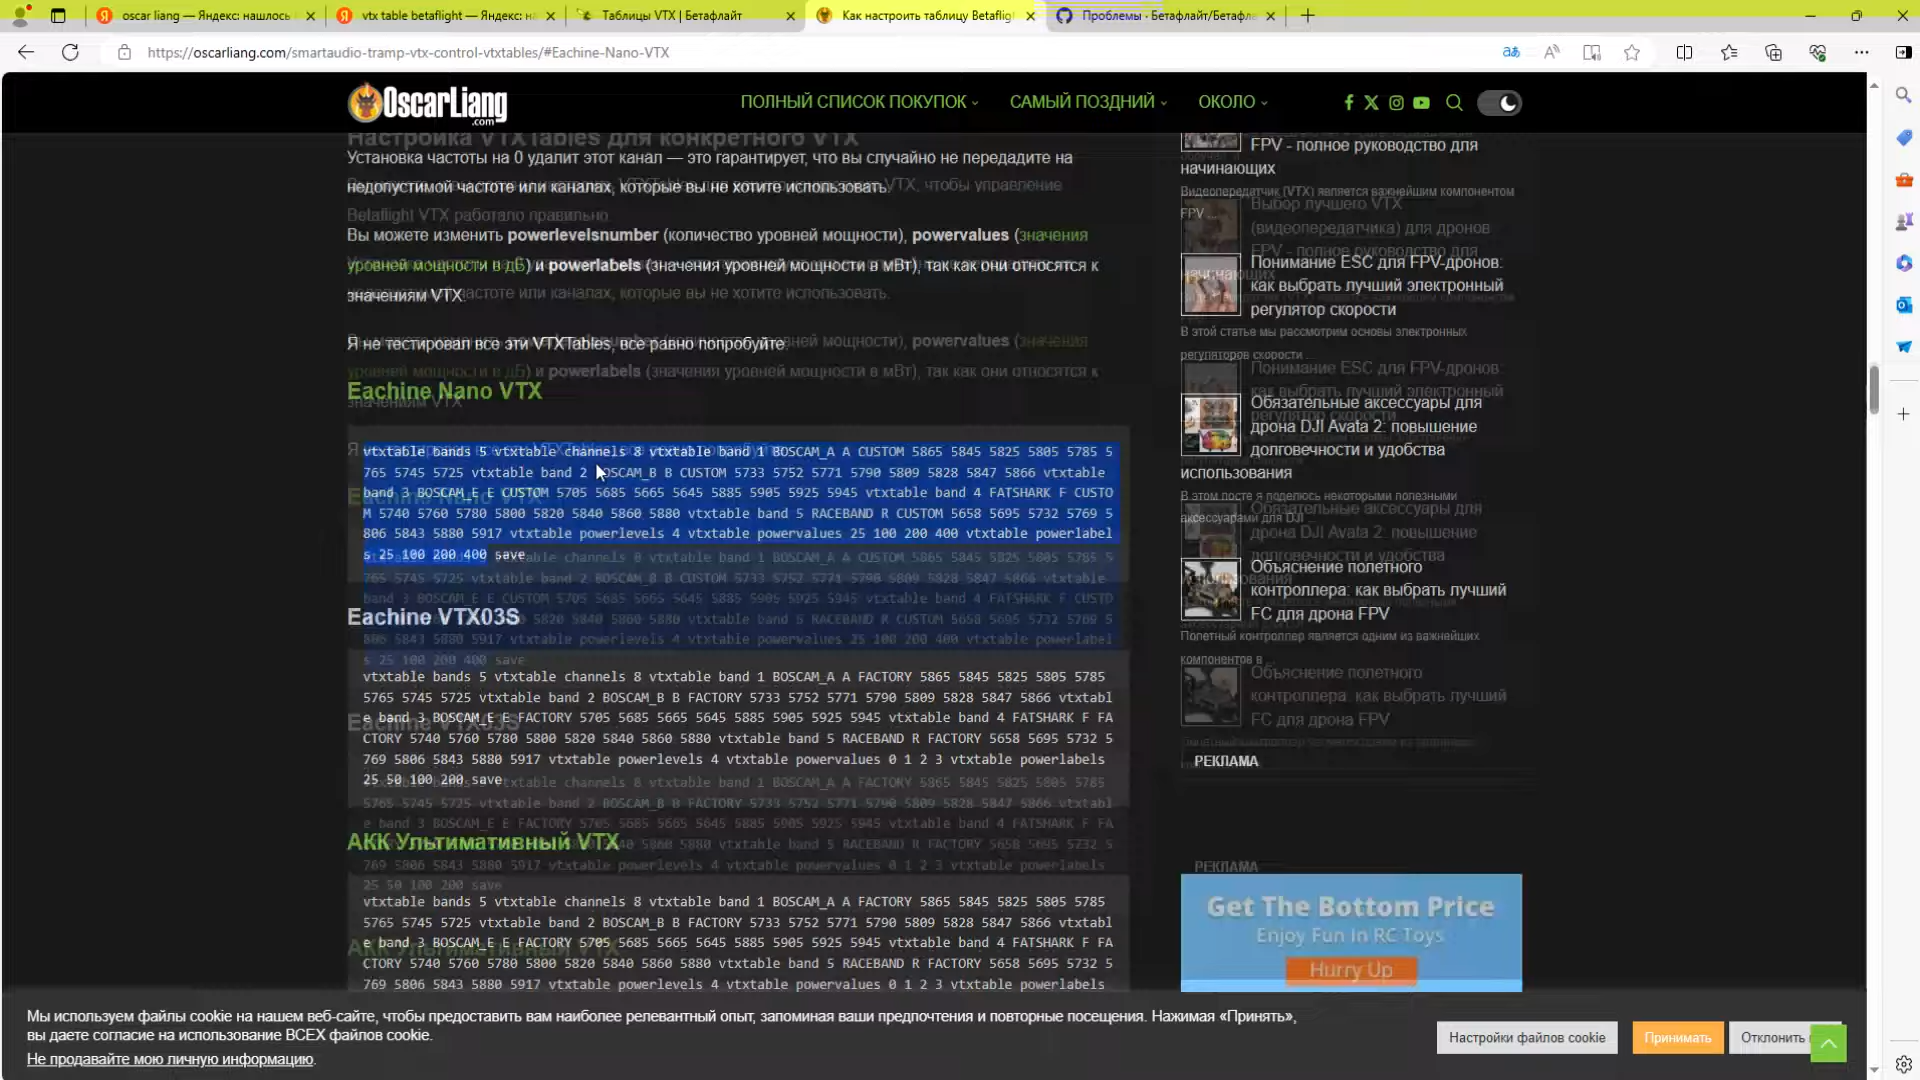 oscar liang — Яндекс: нашлось
vtx table betaflight — Яндекс: на
Таблицы VTX | Бетафлайт
Как настроить таблицу Betaflig
Проблемы · Бетафлайт/Бетафла
https://oscarliang.com/smartaudio-tramp-vtx-control-vtxtables/#Eachine-Nano-VTX
OscarLiang
.com
ПОЛНЫЙ СПИСОК ПОКУПОК
САМЫЙ ПОЗДНИЙ
ОКОЛО
Настройка VTXTables для конкретного VTX
Установка частоты на 0 удалит этот канал — это гарантирует, что вы случайно не передадите на
недопустимой частоте или каналах, которые вы не хотите использовать.
Вы можете изменить powerlevelsnumber (количество уровней мощности), powervalues (значения
уровней мощности в дБ) и powerlabels (значения уровней мощности в мВт), так как они относятся к
значениям VTX.
Я не тестировал все эти VTXTables, все равно попробуйте.
Eachine Nano VTX
vtxtable bands 5 vtxtable channels 8 vtxtable band 1 BOSCAM_A A CUSTOM 5865 5845 5825 5805 5785 5
765 5745 5725 vtxtable band 2 BOSCAM_B B CUSTOM 5733 5752 5771 5790 5809 5828 5847 5866 vtxtable
band 3 BOSCAM_E E CUSTOM 5705 5685 5665 5645 5885 5905 5925 5945 vtxtable band 4 FATSHARK F CUSTO
M 5740 5760 5780 5800 5820 5840 5860 5880 vtxtable band 5 RACEBAND R CUSTOM 5658 5695 5732 5769 5
806 5843 5880 5917 vtxtable powerlevels 4 vtxtable powervalues 25 100 200 400 vtxtable powerlabel
s 25 100 200 400 save
Eachine VTX03S
vtxtable bands 5 vtxtable channels 8 vtxtable band 1 BOSCAM_A A FACTORY 5865 5845 5825 5805 5785
5765 5745 5725 vtxtable band 2 BOSCAM_B B FACTORY 5733 5752 5771 5790 5809 5828 5847 5866 vtxtabl
e band 3 BOSCAM_E E FACTORY 5705 5685 5665 5645 5885 5905 5925 5945 vtxtable band 4 FATSHARK F FA
CTORY 5740 5760 5780 5800 5820 5840 5860 5880 vtxtable band 5 RACEBAND R FACTORY 5658 5695 5732 5
769 5806 5843 5880 5917 vtxtable powerlevels 4 vtxtable powervalues 0 1 2 3 vtxtable powerlabels
25 50 100 200 save
АКК Ультимативный VTX
vtxtable bands 5 vtxtable channels 8 vtxtable band 1 BOSCAM_A A FACTORY 5865 5845 5825 5805 5785
5765 5745 5725 vtxtable band 2 BOSCAM_B B FACTORY 5733 5752 5771 5790 5809 5828 5847 5866 vtxtabl
e band 3 BOSCAM_E E FACTORY 5705 5685 5665 5645 5885 5905 5925 5945 vtxtable band 4 FATSHARK F FA
CTORY 5740 5760 5780 5800 5820 5840 5860 5880 vtxtable band 5 RACEBAND R FACTORY 5658 5695 5732 5
769 5806 5843 5880 5917 vtxtable powerlevels 4 vtxtable powervalues 0 1 2 3 vtxtable powerlabels
FPV - полное руководство для
начинающих
Видеопередатчик (VTX) является важнейшим компонентом
FPV ...
Понимание ESC для FPV-дронов:
как выбрать лучший электронный
регулятор скорости
В этой статье мы рассмотрим основы электронных
регуляторов скорости ...
Обязательные аксессуары для
дрона DJI Avata 2: повышение
долговечности и удобства
использования
В этом посте я поделюсь некоторыми полезными
аксессуарами для DJI ...
Объяснение полетного
контроллера: как выбрать лучший
FC для дрона FPV
Полетный контроллер является одним из важнейших
компонентов в ...
РЕКЛАМА
Get The Bottom Price
Enjoy Fun In RC Toys
Hurry Up
Мы используем файлы cookie на нашем веб-сайте, чтобы предоставить вам наиболее релевантный опыт, запоминая ваши предпочтения и повторные посещения. Нажимая «Принять»,
вы даете согласие на использование ВСЕХ файлов cookie.
Не продавайте мою личную информацию.
Настройки файлов cookie
Принимать
Отклонить